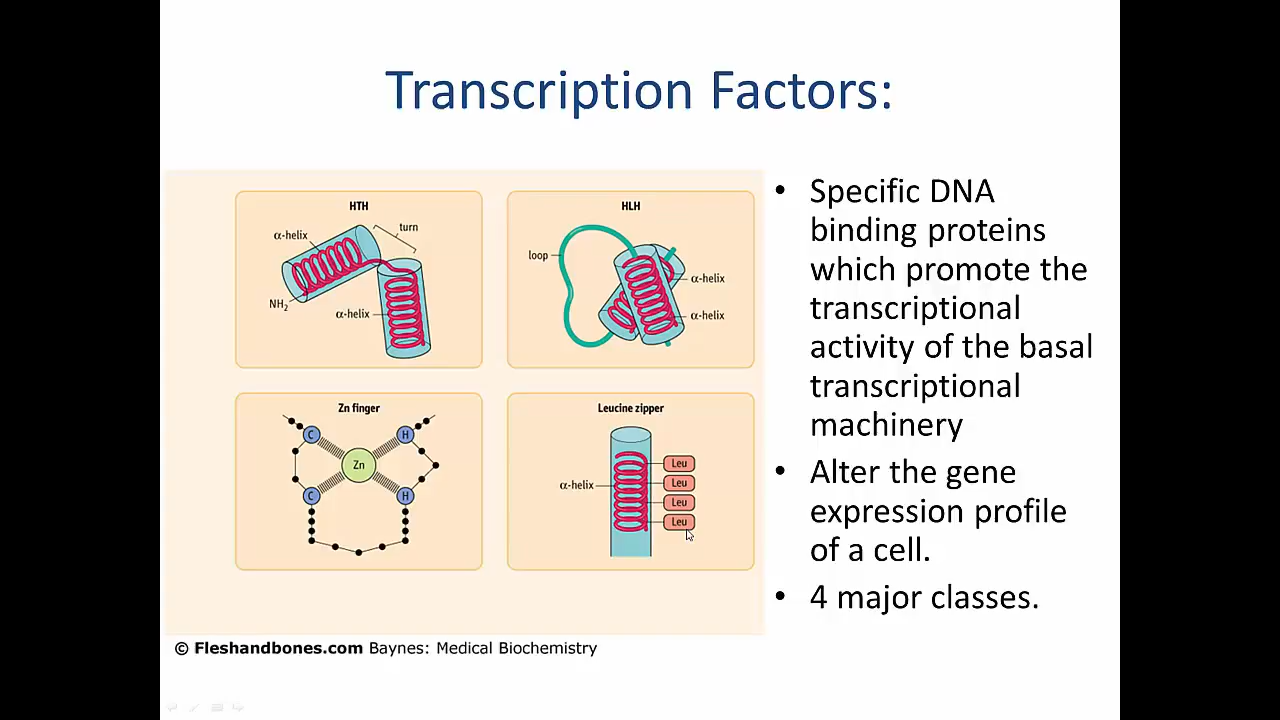 Transcription Factors:
HTH
α-helix
turn
NH2
α-helix
HLH
loop
α-helix
α-helix
Zn finger
C
H
Zn
C
H
Leucine zipper
α-helix
Leu
Leu
Leu
Leu
• Specific DNA
binding proteins
which promote the
transcriptional
activity of the basal
transcriptional
machinery
• Alter the gene
expression profile
of a cell.
• 4 major classes.
© Fleshandbones.com Baynes: Medical Biochemistry